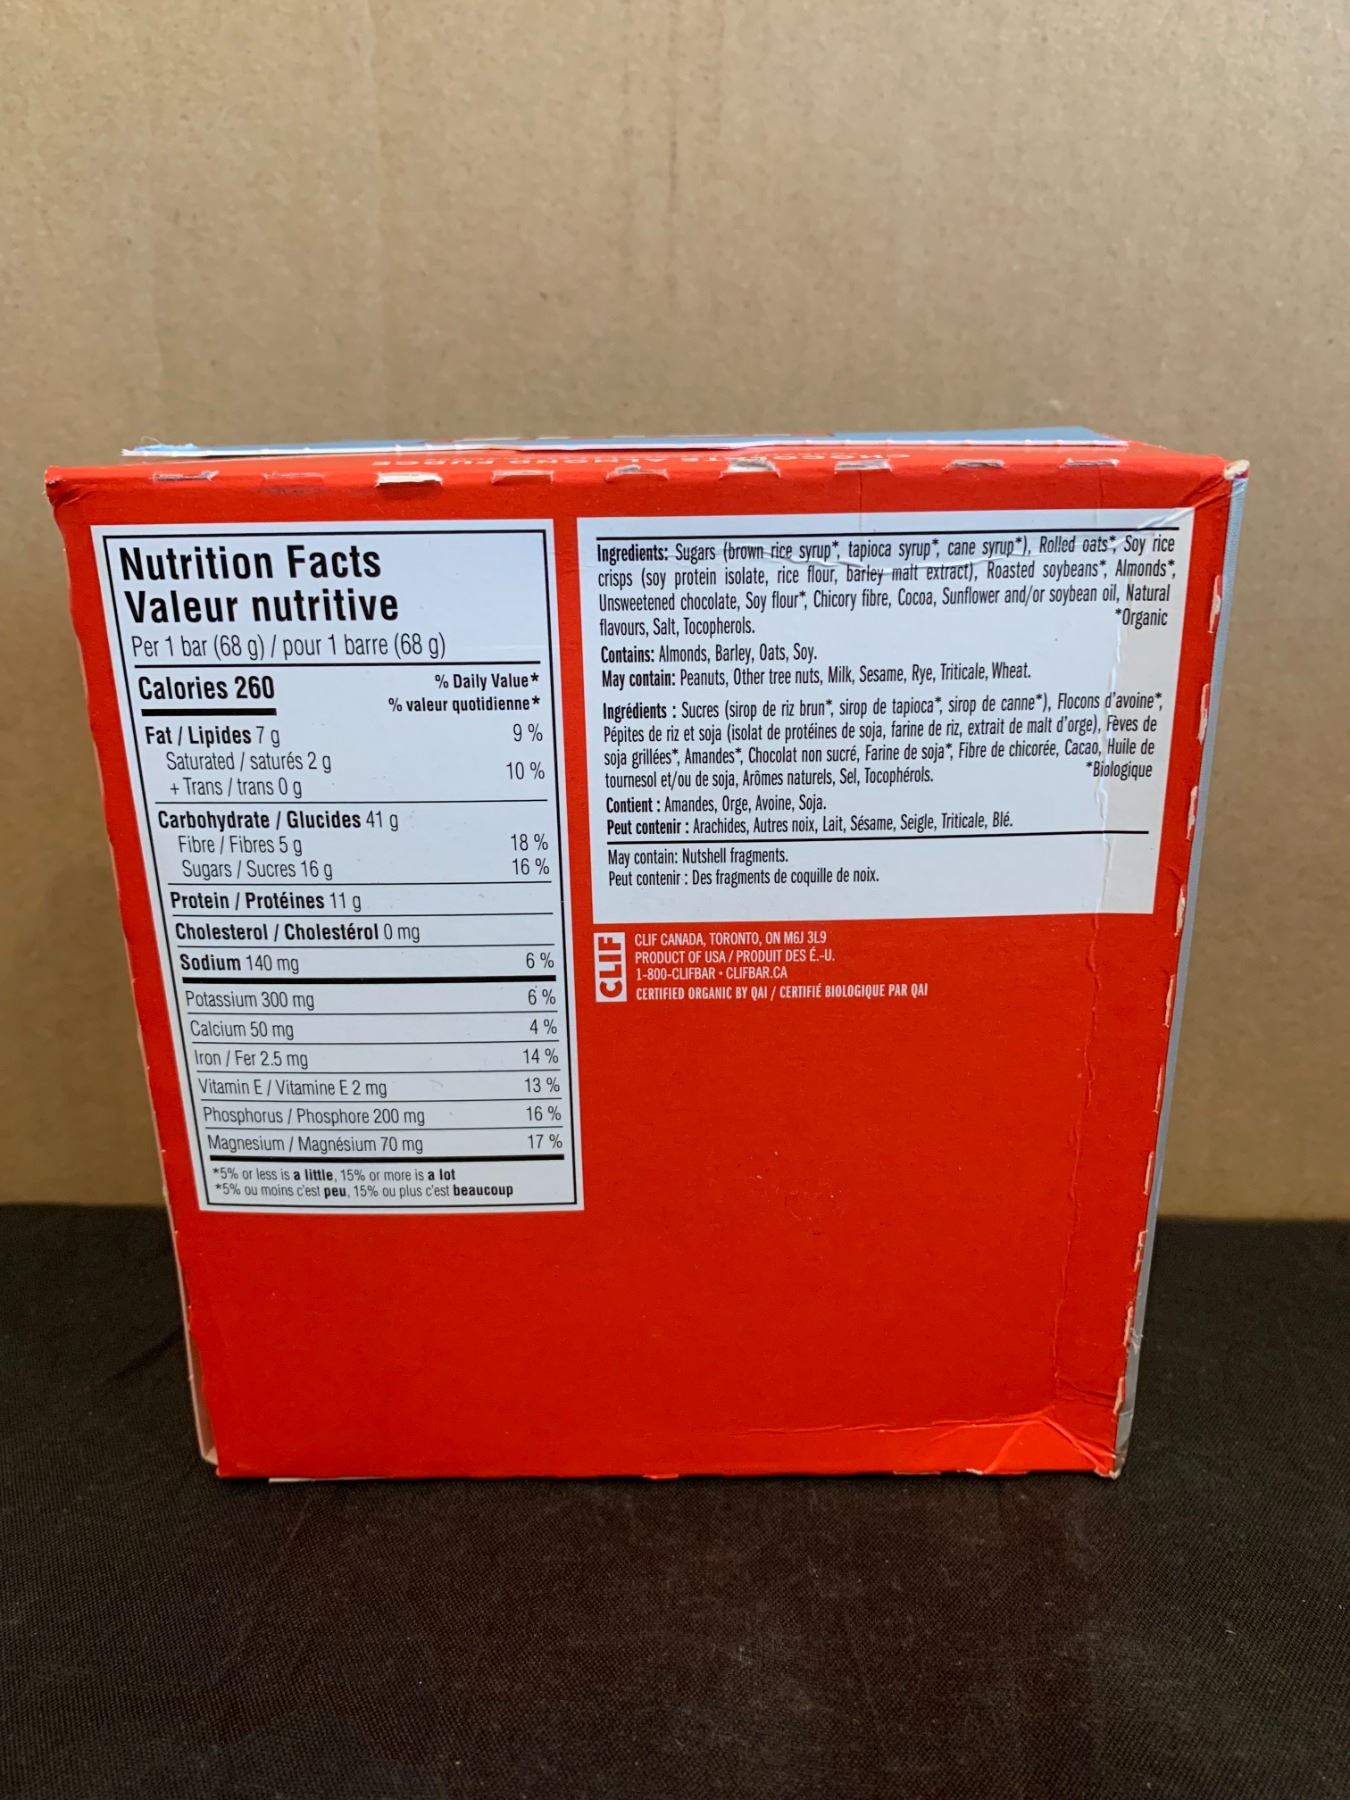 CHOCOLATE ALMOND FUDGE
Nutrition Facts
Valeur nutritive
Per 1 bar (68 g) / pour 1 barre (68 g)
Calories 260
% Daily Value*
% valeur quotidienne*
Fat / Lipides 7 g 9 %
Saturated / saturés 2 g
+ Trans / trans 0 g 10 %
Carbohydrate / Glucides 41 g
Fibre / Fibres 5 g 18 %
Sugars / Sucres 16 g 16 %
Protein / Protéines 11 g
Cholesterol / Cholestérol 0 mg
Sodium 140 mg 6 %
Potassium 300 mg 6 %
Calcium 50 mg 4 %
Iron / Fer 2.5 mg 14 %
Vitamin E / Vitamine E 2 mg 13 %
Phosphorus / Phosphore 200 mg 16 %
Magnesium / Magnésium 70 mg 17 %
*5% or less is a little, 15% or more is a lot
*5% ou moins c'est peu, 15% ou plus c'est beaucoup
Ingredients: Sugars (brown rice syrup*, tapioca syrup*, cane syrup*), Rolled oats*, Soy rice
crisps (soy protein isolate, rice flour, barley malt extract), Roasted soybeans*, Almonds*,
Unsweetened chocolate, Soy flour*, Chicory fibre, Cocoa, Sunflower and/or soybean oil, Natural
flavours, Salt, Tocopherols. *Organic
Contains: Almonds, Barley, Oats, Soy.
May contain: Peanuts, Other tree nuts, Milk, Sesame, Rye, Triticale, Wheat.
Ingrédients : Sucres (sirop de riz brun*, sirop de tapioca*, sirop de canne*), Flocons d'avoine*,
Pépites de riz et soja (isolat de protéines de soja, farine de riz, extrait de malt d'orge), Fèves de
soja grillées*, Amandes*, Chocolat non sucré, Farine de soja*, Fibre de chicorée, Cacao, Huile de
tournesol et/ou de soja, Arômes naturels, Sel, Tocophérols. *Biologique
Contient : Amandes, Orge, Avoine, Soja.
Peut contenir : Arachides, Autres noix, Lait, Sésame, Seigle, Triticale, Blé.
May contain: Nutshell fragments.
Peut contenir : Des fragments de coquille de noix.
CLIF
CLIF CANADA, TORONTO, ON M6J 3L9
PRODUCT OF USA / PRODUIT DES É.-U.
1-800-CLIFBAR • CLIFBAR.CA
CERTIFIED ORGANIC BY QAI / CERTIFIÉ BIOLOGIQUE PAR QAI